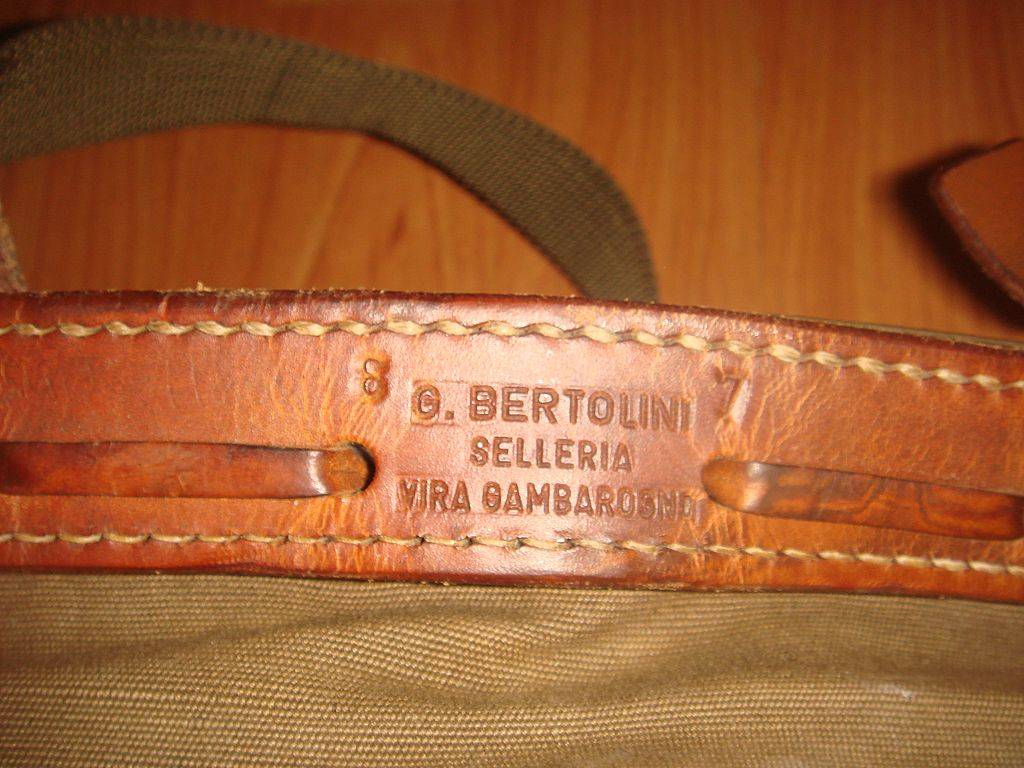 8 7
G. BERTOLINI
SELLERIA
VIRA GAMBAROGNO